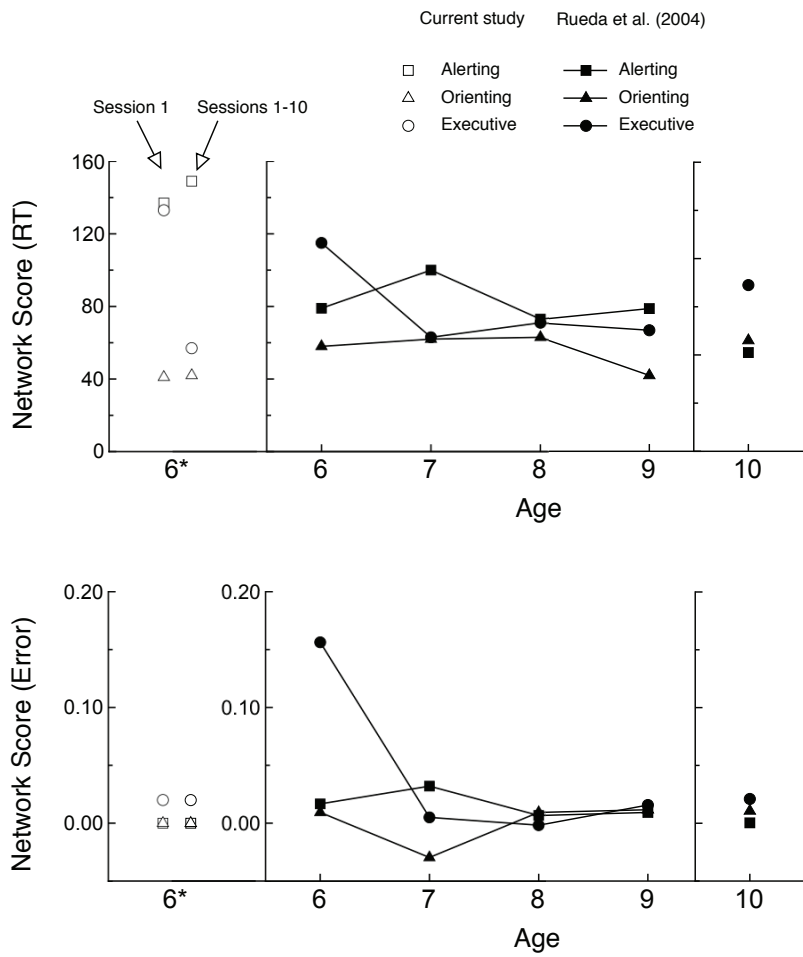 Current study Rueda et al. (2004)
Alerting Alerting
Orienting Orienting
Executive Executive
Session 1 Sessions 1-10
Network Score (RT)
160
120
80
40
0
6* 6 7 8 9 10
Age
Network Score (Error)
0.20 0.20
0.10 0.10
0.00 0.00
6* 6 7 8 9 10
Age